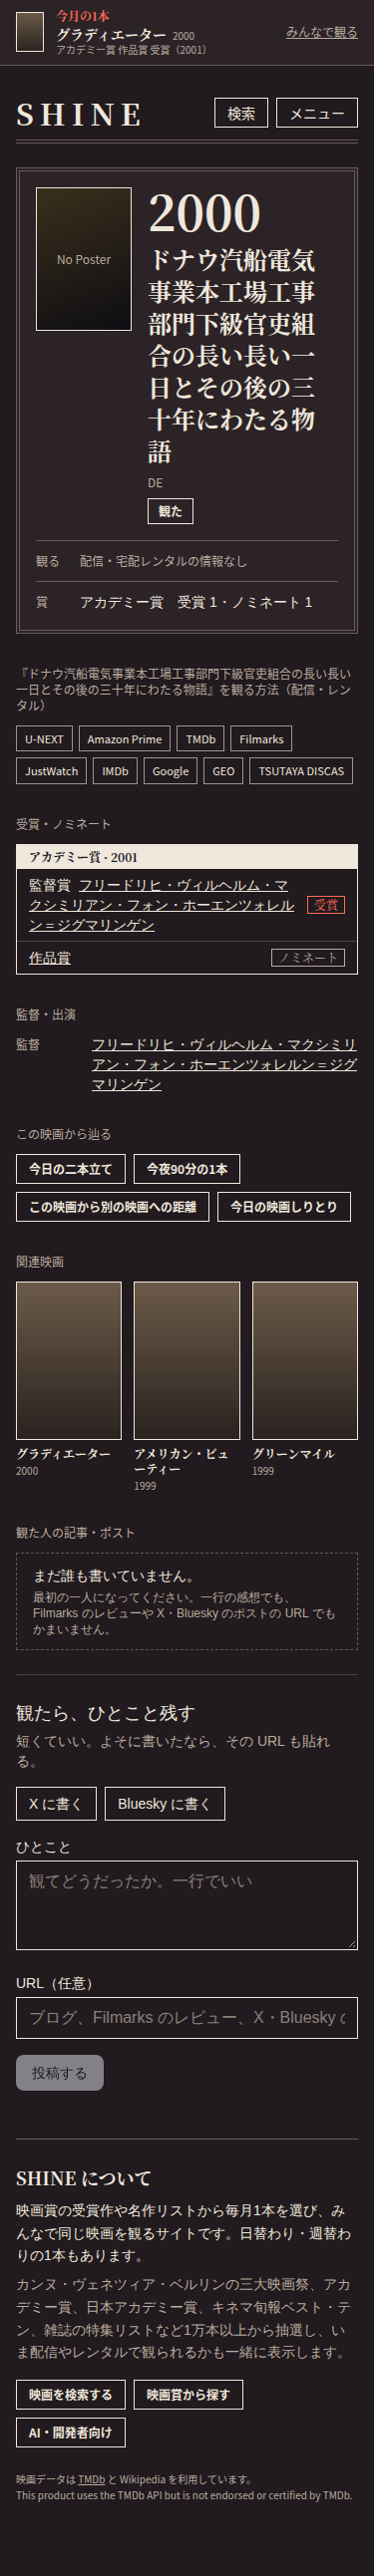 今月の1本
グラディエーター 2000
アカデミー賞 作品賞 受賞（2001）
みんなで観る
SHINE
検索
メニュー
No Poster
2000
ドナウ汽船電気
事業本工場工事
部門下級官吏組
合の長い長い一
日とその後の三
十年にわたる物
語
DE
観た
観る 配信・宅配レンタルの情報なし
賞 アカデミー賞 受賞 1・ノミネート 1
『ドナウ汽船電気事業本工場工事部門下級官吏組合の長い長い
一日とその後の三十年にわたる物語』を観る方法（配信・レン
タル）
U-NEXT
Amazon Prime
TMDb
Filmarks
JustWatch
IMDb
Google
GEO
TSUTAYA DISCAS
受賞・ノミネート
アカデミー賞 · 2001
監督賞 フリードリヒ・ヴィルヘルム・マ
クシミリアン・フォン・ホーエンツォレル
ン＝ジグマリンゲン
受賞
作品賞
ノミネート
監督・出演
監督
フリードリヒ・ヴィルヘルム・マクシミリ
アン・フォン・ホーエンツォレルン＝ジグ
マリンゲン
この映画から辿る
今日の二本立て
今夜90分の1本
この映画から別の映画への距離
今日の映画しりとり
関連映画
グラディエーター
2000
アメリカン・ビュ
ーティー
1999
グリーンマイル
1999
観た人の記事・ポスト
まだ誰も書いていません。
最初の一人になってください。一行の感想でも、
Filmarks のレビューや X・Bluesky のポストの URL でも
かまいません。
観たら、ひとこと残す
短くていい。よそに書いたなら、その URL も貼れ
る。
X に書く
Bluesky に書く
ひとこと
観てどうだったか。一行でいい
URL（任意）
ブログ、Filmarks のレビュー、X・Bluesky の
投稿する
SHINE について
映画賞の受賞作や名作リストから毎月1本を選び、み
んなで同じ映画を観るサイトです。日替わり・週替わ
りの1本もあります。
カンヌ・ヴェネツィア・ベルリンの三大映画祭、アカ
デミー賞、日本アカデミー賞、キネマ旬報ベスト・テ
ン、雑誌の特集リストなど1万本以上から抽選し、い
ま配信やレンタルで観られるかも一緒に表示します。
映画を検索する
映画賞から探す
AI・開発者向け
映画データは TMDb と Wikipedia を利用しています。
This product uses the TMDb API but is not endorsed or certified by TMDb.